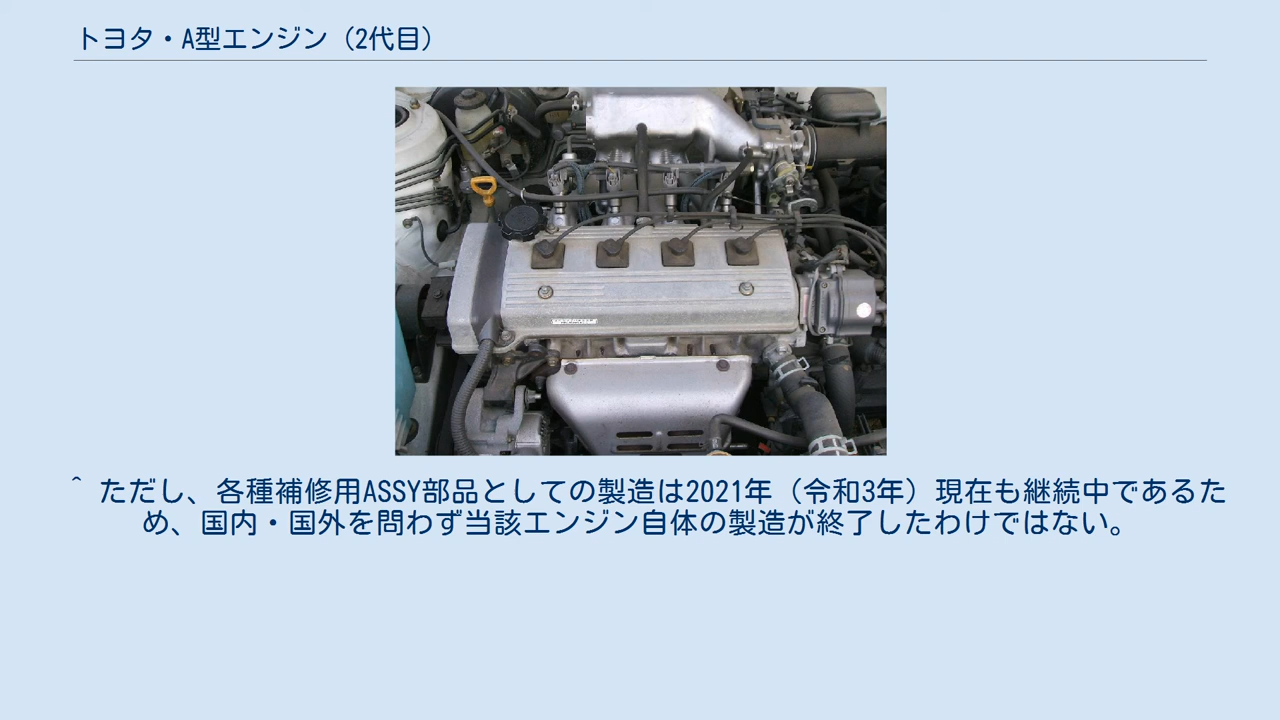 トヨタ・A型エンジン（2代目）
^ ただし、各種補修用ASSY部品としての製造は2021年（令和3年）現在も継続中であるた
め、国内・国外を問わず当該エンジン自体の製造が終了したわけではない。